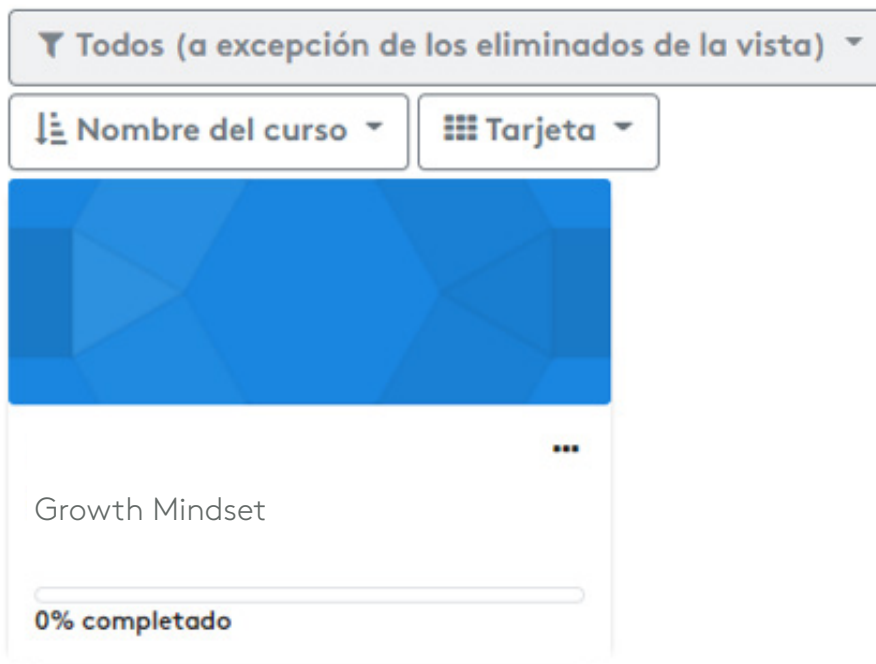 Todos (a excepción de los eliminados de la vista)
Nombre del curso Tarjeta
Growth Mindset
0% completado